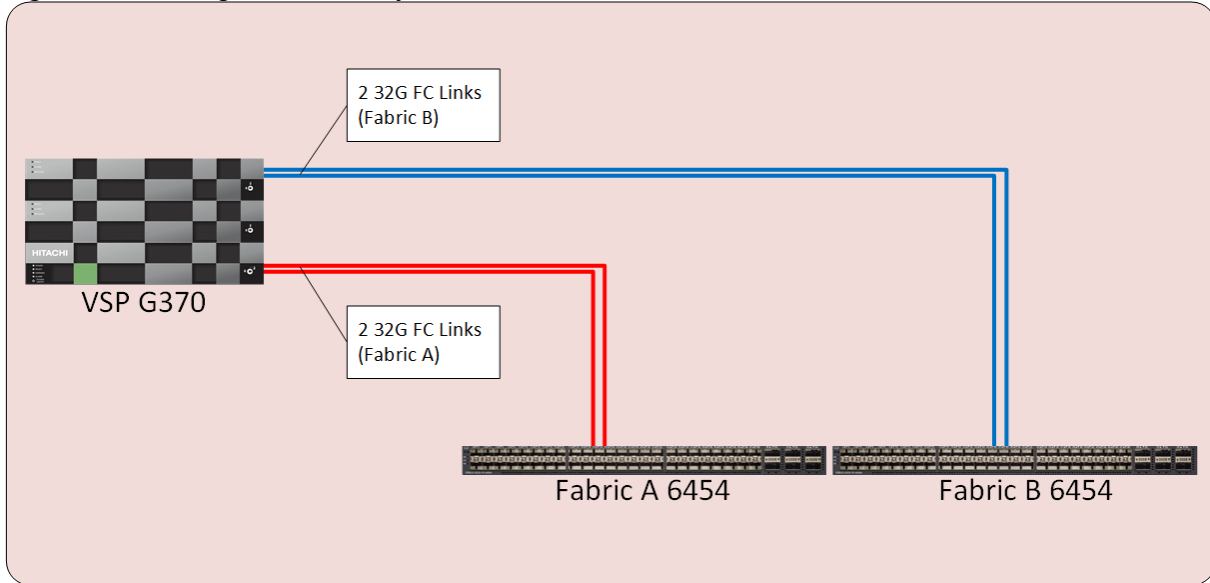 2 32G FC Links
(Fabric B)
HITACHI
VSP G370
2 32G FC Links
(Fabric A)
Fabric A 6454
Fabric B 6454